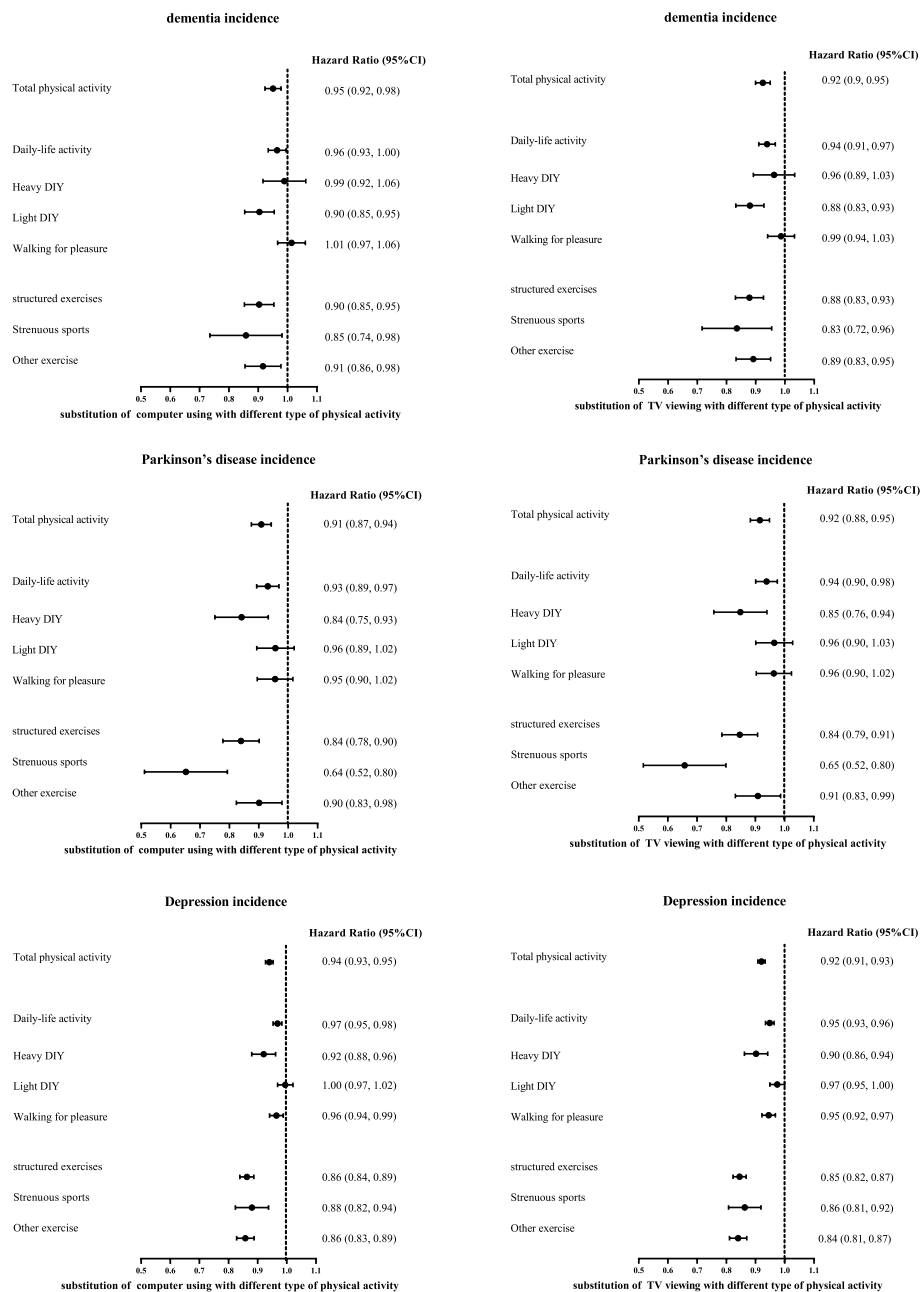 dementia incidence
Hazard Ratio (95%CI)
Total physical activity 0.95 (0.92, 0.98)
Daily-life activity 0.96 (0.93, 1.00)
Heavy DIY 0.99 (0.92, 1.06)
Light DIY 0.90 (0.85, 0.95)
Walking for pleasure 1.01 (0.97, 1.06)
structured exercises 0.90 (0.85, 0.95)
Strenuous sports 0.85 (0.74, 0.98)
Other exercise 0.91 (0.86, 0.98)
0.5 0.6 0.7 0.8 0.9 1.0 1.1
substitution of computer using with different type of physical activity
dementia incidence
Hazard Ratio (95%CI)
Total physical activity 0.92 (0.9, 0.95)
Daily-life activity 0.94 (0.91, 0.97)
Heavy DIY 0.96 (0.89, 1.03)
Light DIY 0.88 (0.83, 0.93)
Walking for pleasure 0.99 (0.94, 1.03)
structured exercises 0.88 (0.83, 0.93)
Strenuous sports 0.83 (0.72, 0.96)
Other exercise 0.89 (0.83, 0.95)
0.5 0.6 0.7 0.8 0.9 1.0 1.1
substitution of TV viewing with different type of physical activity
Parkinson's disease incidence
Hazard Ratio (95%CI)
Total physical activity 0.91 (0.87, 0.94)
Daily-life activity 0.93 (0.89, 0.97)
Heavy DIY 0.84 (0.75, 0.93)
Light DIY 0.96 (0.89, 1.02)
Walking for pleasure 0.95 (0.90, 1.02)
structured exercises 0.84 (0.78, 0.90)
Strenuous sports 0.64 (0.52, 0.80)
Other exercise 0.90 (0.83, 0.98)
0.5 0.6 0.7 0.8 0.9 1.0 1.1
substitution of computer using with different type of physical activity
Parkinson's disease incidence
Hazard Ratio (95%CI)
Total physical activity 0.92 (0.88, 0.95)
Daily-life activity 0.94 (0.90, 0.98)
Heavy DIY 0.85 (0.76, 0.94)
Light DIY 0.96 (0.90, 1.03)
Walking for pleasure 0.96 (0.90, 1.02)
structured exercises 0.84 (0.79, 0.91)
Strenuous sports 0.65 (0.52, 0.80)
Other exercise 0.91 (0.83, 0.99)
0.5 0.6 0.7 0.8 0.9 1.0 1.1
substitution of TV viewing with different type of physical activity
Depression incidence
Hazard Ratio (95%CI)
Total physical activity 0.94 (0.93, 0.95)
Daily-life activity 0.97 (0.95, 0.98)
Heavy DIY 0.92 (0.88, 0.96)
Light DIY 1.00 (0.97, 1.02)
Walking for pleasure 0.96 (0.94, 0.99)
structured exercises 0.86 (0.84, 0.89)
Strenuous sports 0.88 (0.82, 0.94)
Other exercise 0.86 (0.83, 0.89)
0.5 0.6 0.7 0.8 0.9 1.0 1.1
substitution of computer using with different type of physical activity
Depression incidence
Hazard Ratio (95%CI)
Total physical activity 0.92 (0.91, 0.93)
Daily-life activity 0.95 (0.93, 0.96)
Heavy DIY 0.90 (0.86, 0.94)
Light DIY 0.97 (0.95, 1.00)
Walking for pleasure 0.95 (0.92, 0.97)
structured exercises 0.85 (0.82, 0.87)
Strenuous sports 0.86 (0.81, 0.92)
Other exercise 0.84 (0.81, 0.87)
0.5 0.6 0.7 0.8 0.9 1.0 1.1
substitution of TV viewing with different type of physical activity